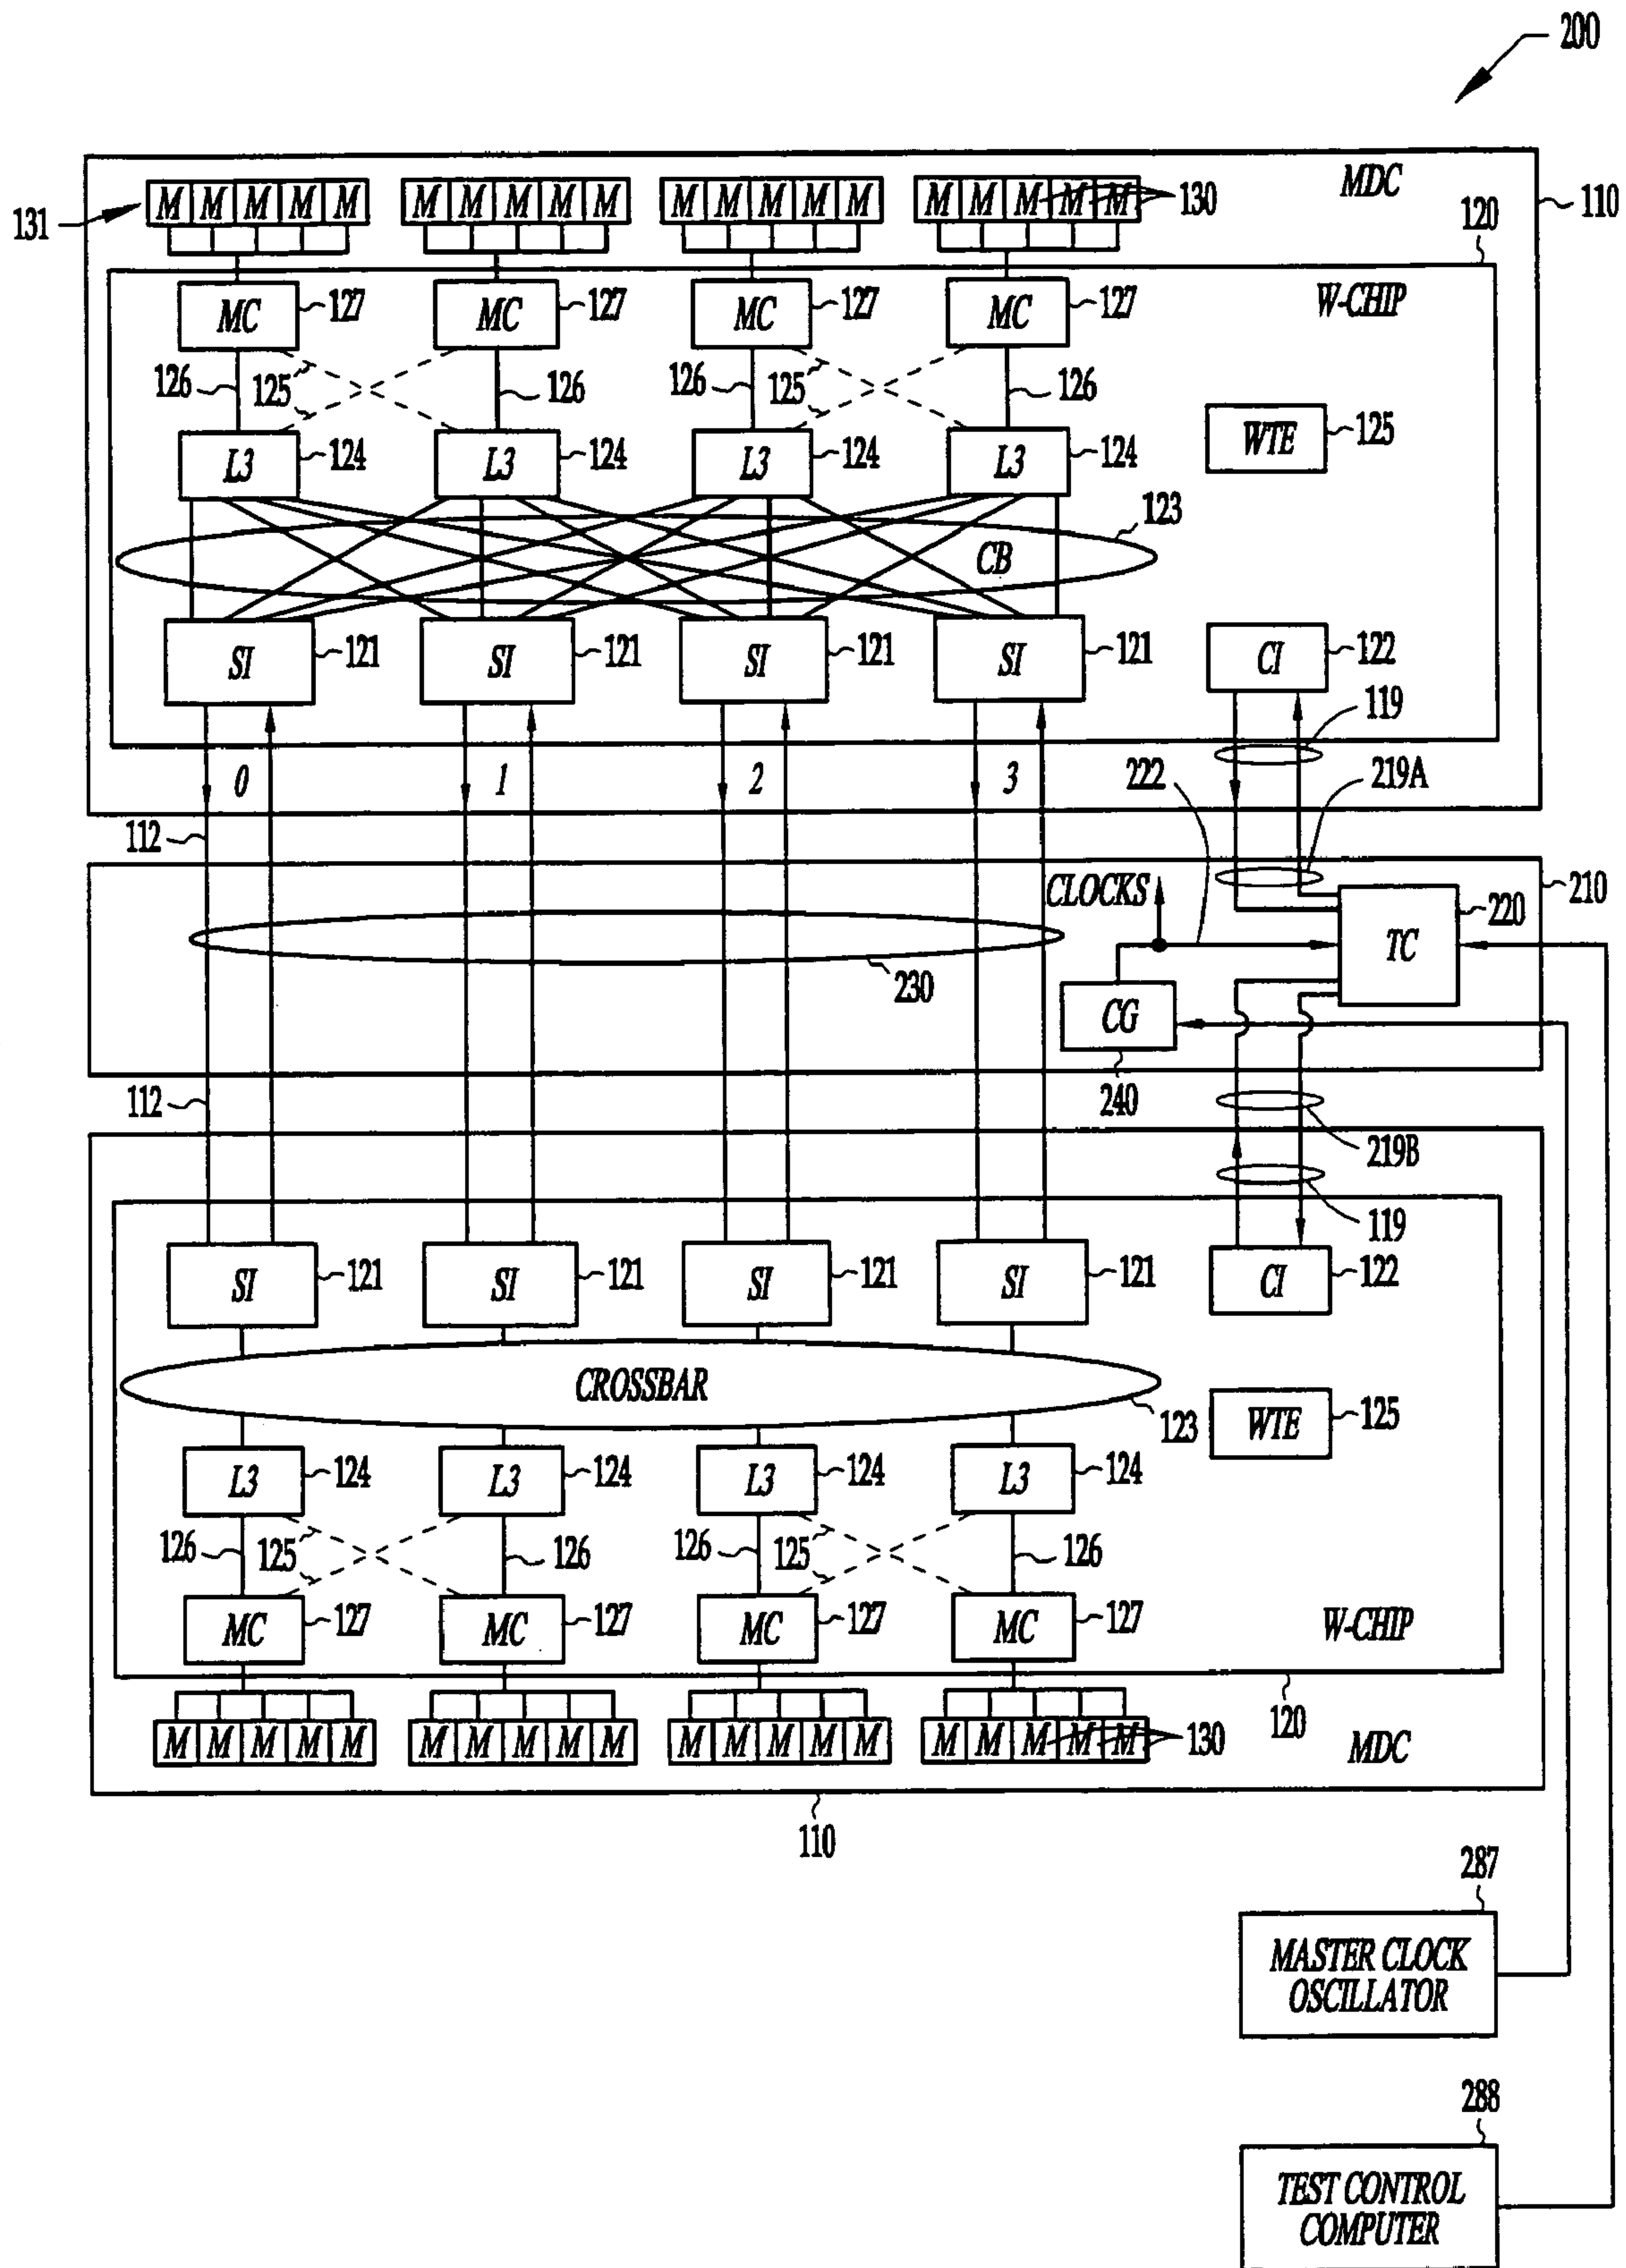 200
MDC
131
M M M M M
M M M M M
M M M M M
M M M M M
130
110
120
W-CHIP
MC
127
MC
127
MC
127
MC
127
126
125
126
126
125
126
L3
124
L3
124
L3
124
L3
124
WTE
125
123
CB
SI
121
SI
121
SI
121
SI
121
CI
122
119
0
1
2
3
222
219A
112
CLOCKS
210
220
TC
230
CG
240
112
219B
119
SI
121
SI
121
SI
121
SI
121
CI
122
CROSSBAR
123
WTE
125
L3
124
L3
124
L3
124
L3
124
126
125
126
126
125
126
MC
127
MC
127
MC
127
MC
127
W-CHIP
120
M M M M M
M M M M M
M M M M M
M M M M M
130
MDC
110
287
MASTER CLOCK
OSCILLATOR
288
TEST CONTROL
COMPUTER